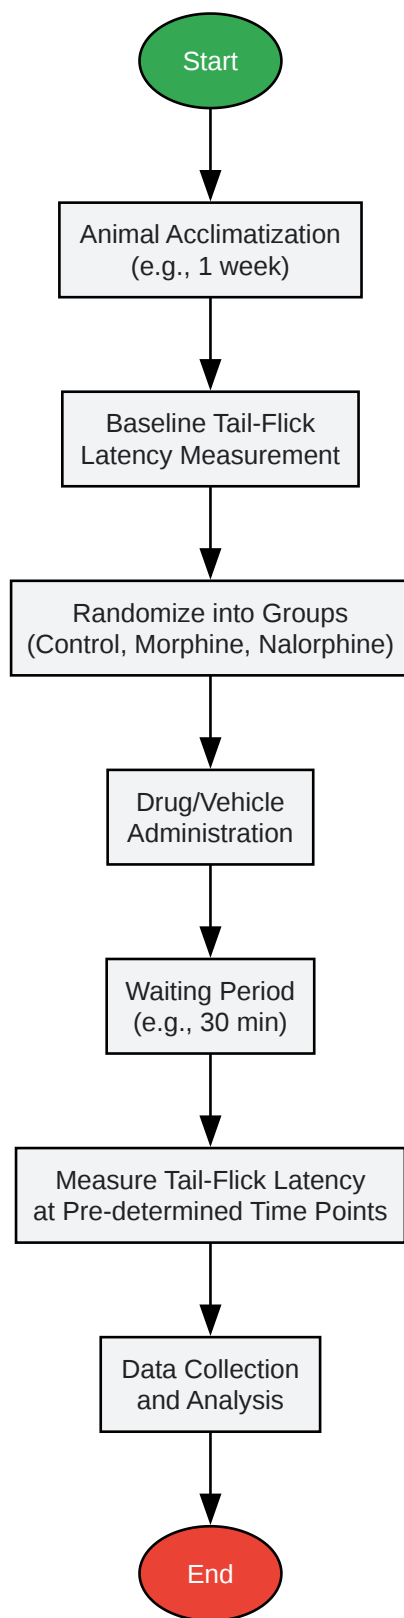 Start
Animal Acclimatization
(e.g., 1 week)
Baseline Tail-Flick
Latency Measurement
Randomize into Groups
(Control, Morphine, Nalorphine)
Drug/Vehicle
Administration
Waiting Period
(e.g., 30 min)
Measure Tail-Flick Latency
at Pre-determined Time Points
Data Collection
and Analysis
End